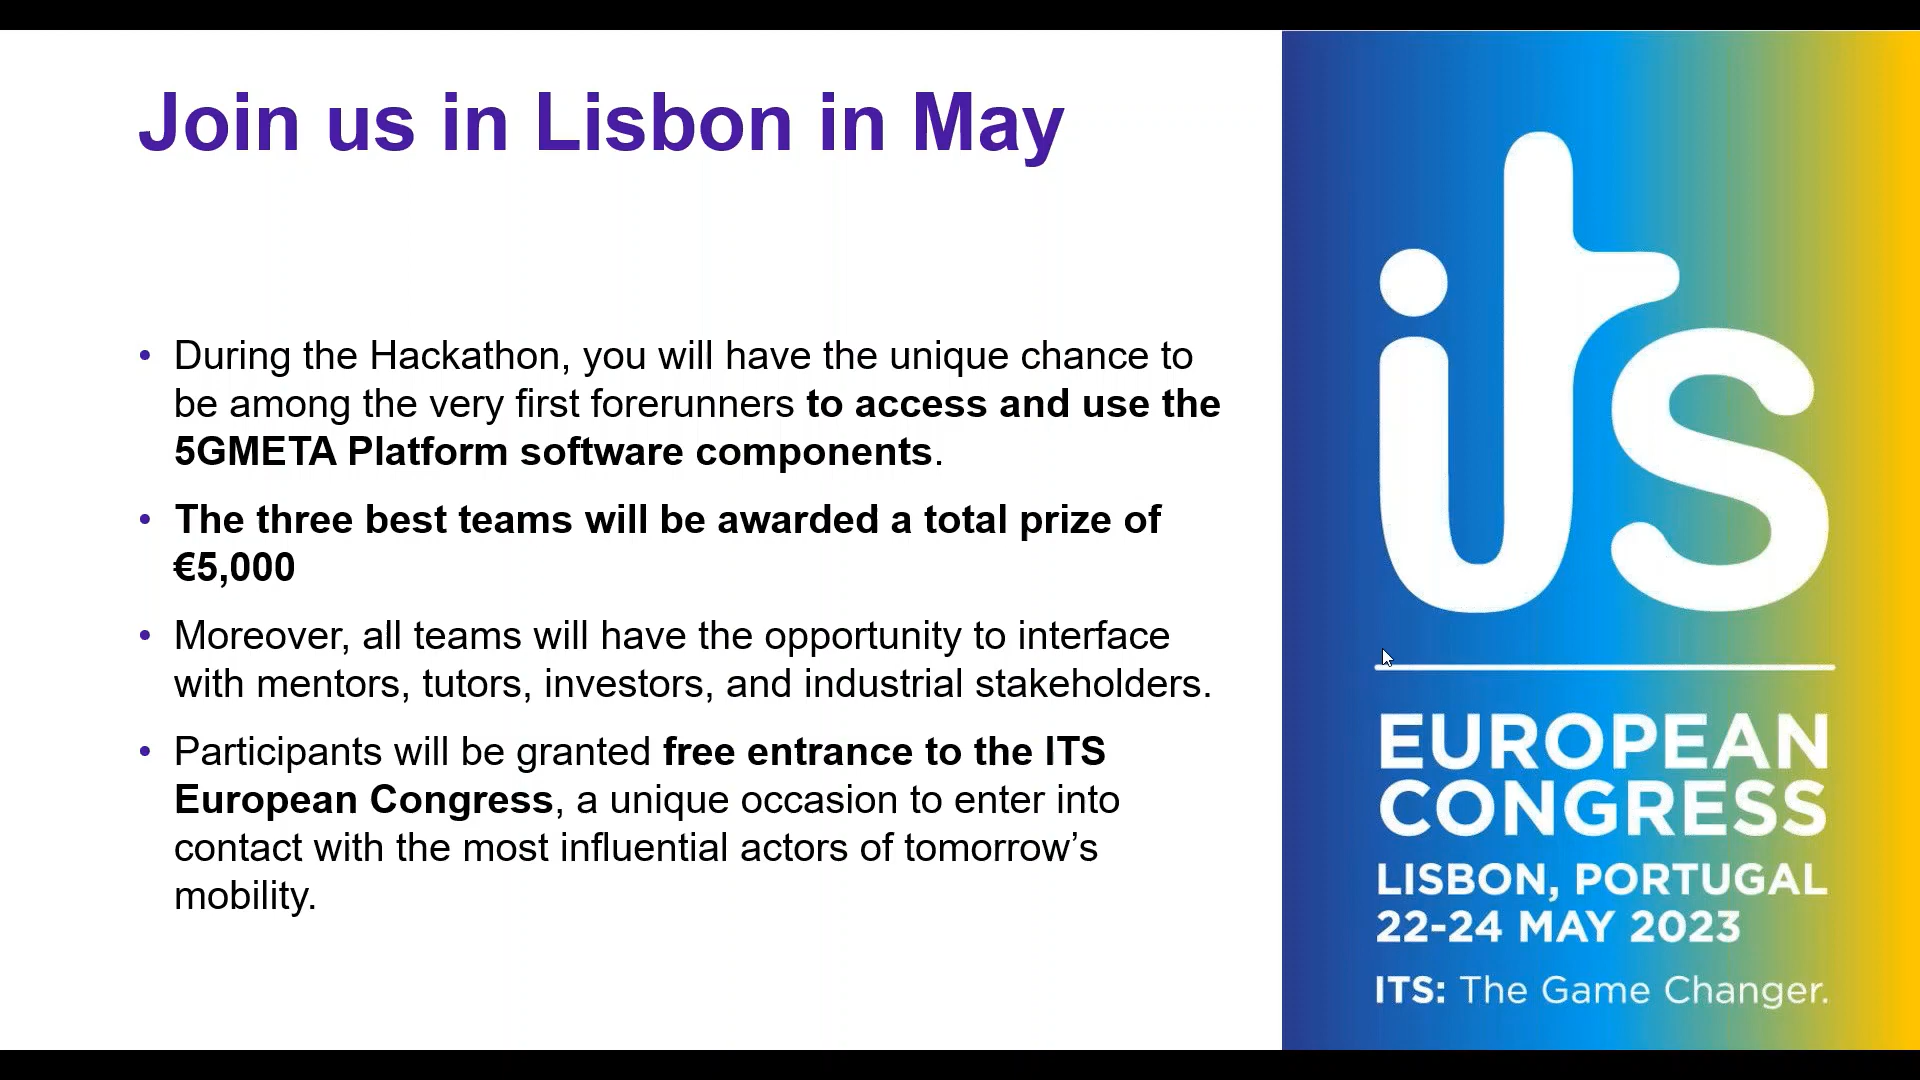 Join us in Lisbon in May
• During the Hackathon, you will have the unique chance to
be among the very first forerunners to access and use the
5GMETA Platform software components.
• The three best teams will be awarded a total prize of
€5,000
• Moreover, all teams will have the opportunity to interface
with mentors, tutors, investors, and industrial stakeholders.
• Participants will be granted free entrance to the ITS
European Congress, a unique occasion to enter into
contact with the most influential actors of tomorrow’s
mobility.
its
EUROPEAN
CONGRESS
LISBON, PORTUGAL
22-24 MAY 2023
ITS: The Game Changer.